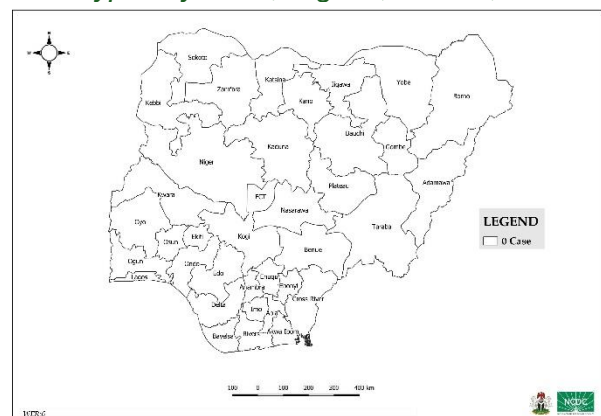 Sokoto
Katsina
Jigawa
Yobe
Borno
Zamfara
Kano
Kebbi
Bauchi
Gombe
Kaduna
Niger
Adamawa
Plateau
FCT
Kwara
Nasarawa
Taraba
LEGEND
0 Case
Oyo
Osun
Ekiti
Kogi
Benue
Ogun
Ondo
Edo
Lagos
Enugu
Anambra
Ebonyi
Cross River
Delta
Imo
Abia
Bayelsa
Rivers
Akwa Ibom
100 0 100 200 300 400 km
NCDC